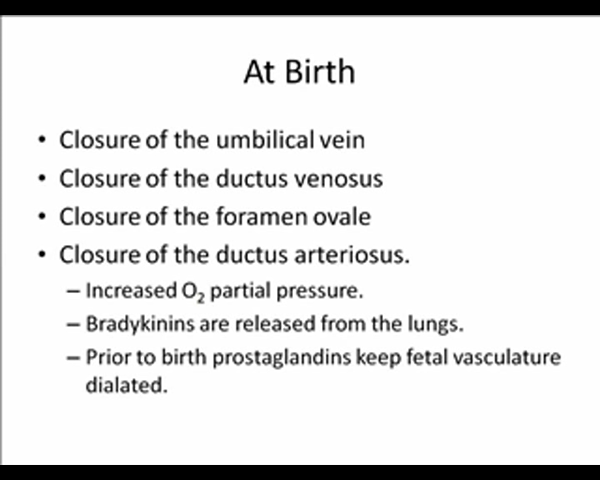 At Birth
• Closure of the umbilical vein
• Closure of the ductus venosus
• Closure of the foramen ovale
• Closure of the ductus arteriosus.
– Increased O₂ partial pressure.
– Bradykinins are released from the lungs.
– Prior to birth prostaglandins keep fetal vasculature
dialated.